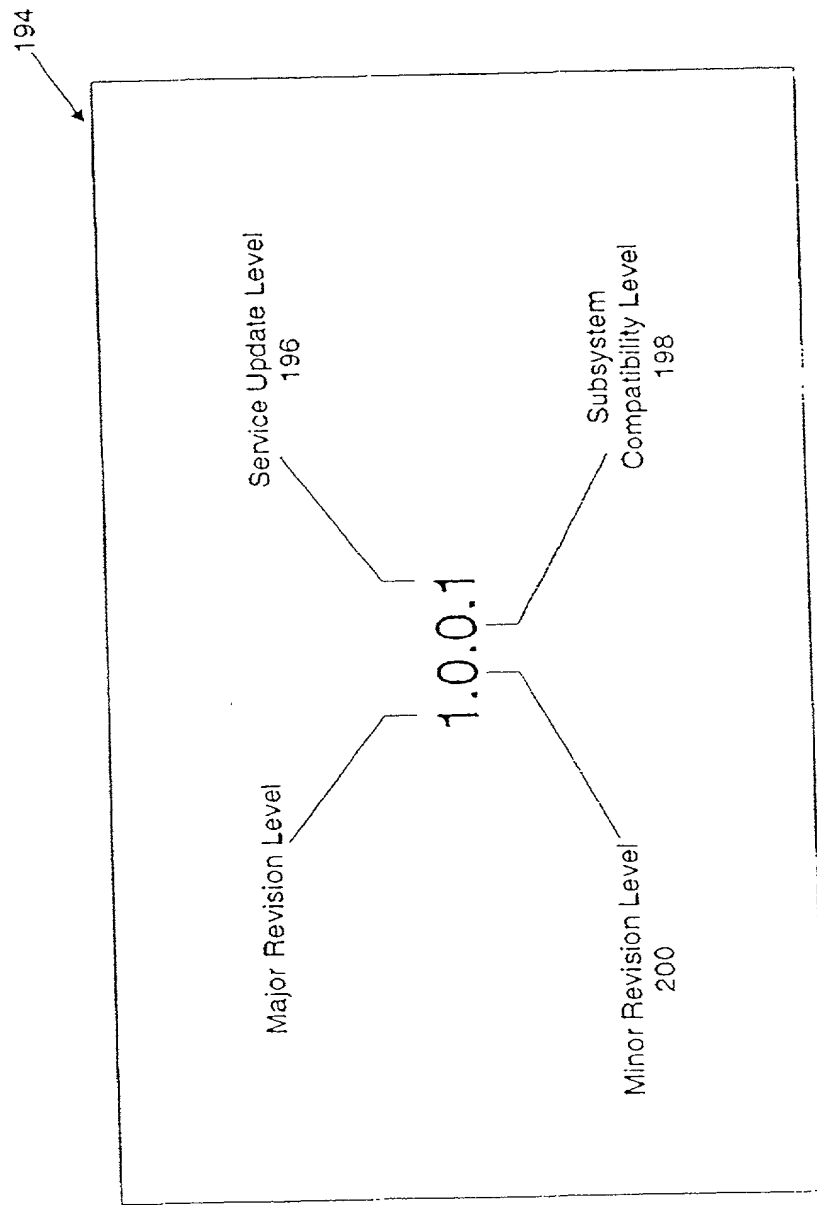 194
Major Revision Level
Service Update Level
196
1.0.0.1
Minor Revision Level
200
Subsystem
Compatibility Level
198